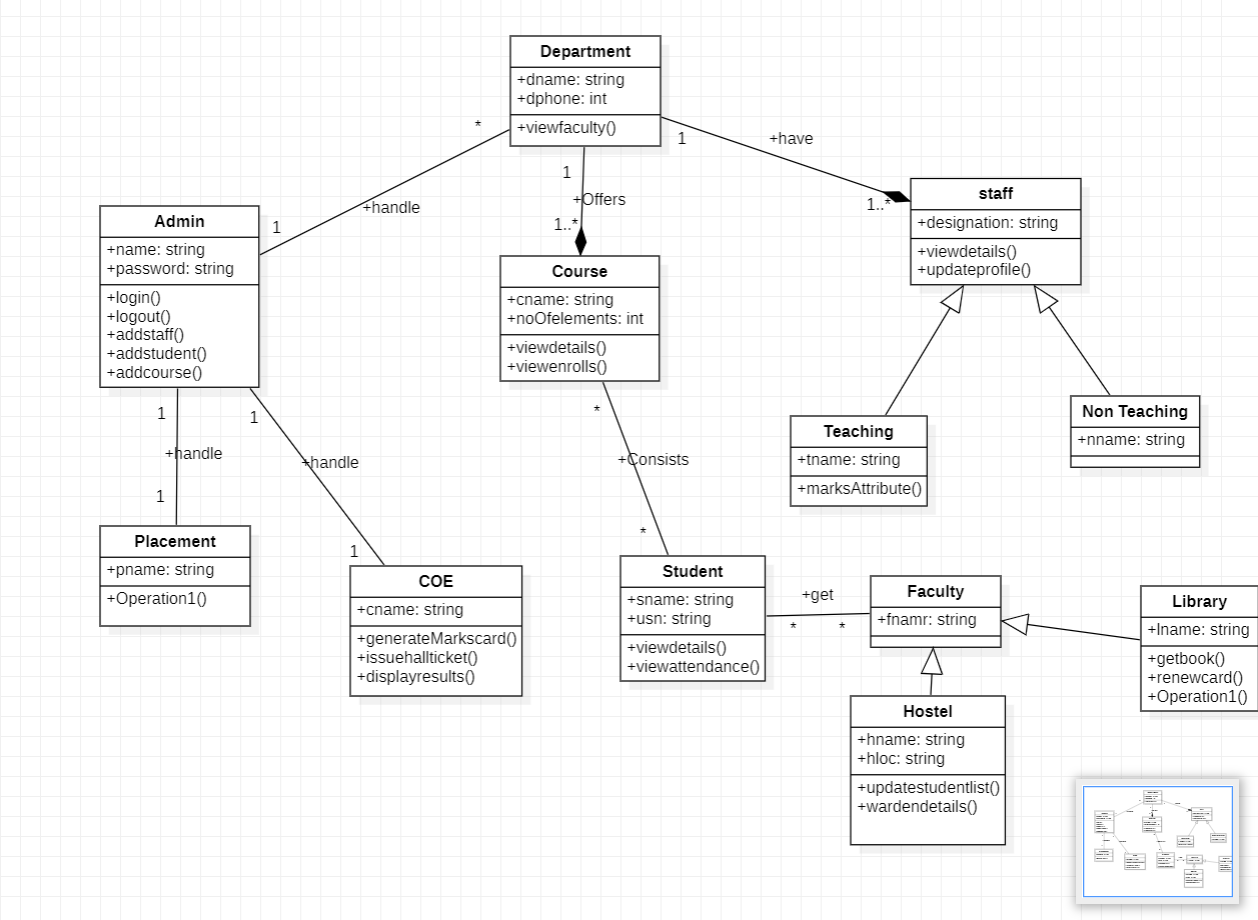 Department
+dname: string
+dphone: int
+viewfaculty()
*
1
+have
1
+Offers
1..*
+handle
1
1..*
staff
+designation: string
+viewdetails()
+updateprofile()
Admin
+name: string
+password: string
+login()
+logout()
+addstaff()
+addstudent()
+addcourse()
Course
+cname: string
+noOfelements: int
+viewdetails()
+viewenrolls()
1
+handle
1
1
+handle
1
*
+Consists
*
Teaching
+tname: string
+marksAttribute()
Non Teaching
+nname: string
Placement
+pname: string
+Operation1()
COE
+cname: string
+generateMarkscard()
+issuehallticket()
+displayresults()
Student
+sname: string
+usn: string
+viewdetails()
+viewattendance()
+get
*
*
Faculty
+fnamr: string
Library
+lname: string
+getbook()
+renewcard()
+Operation1()
Hostel
+hname: string
+hloc: string
+updatestudentlist()
+wardendetails()